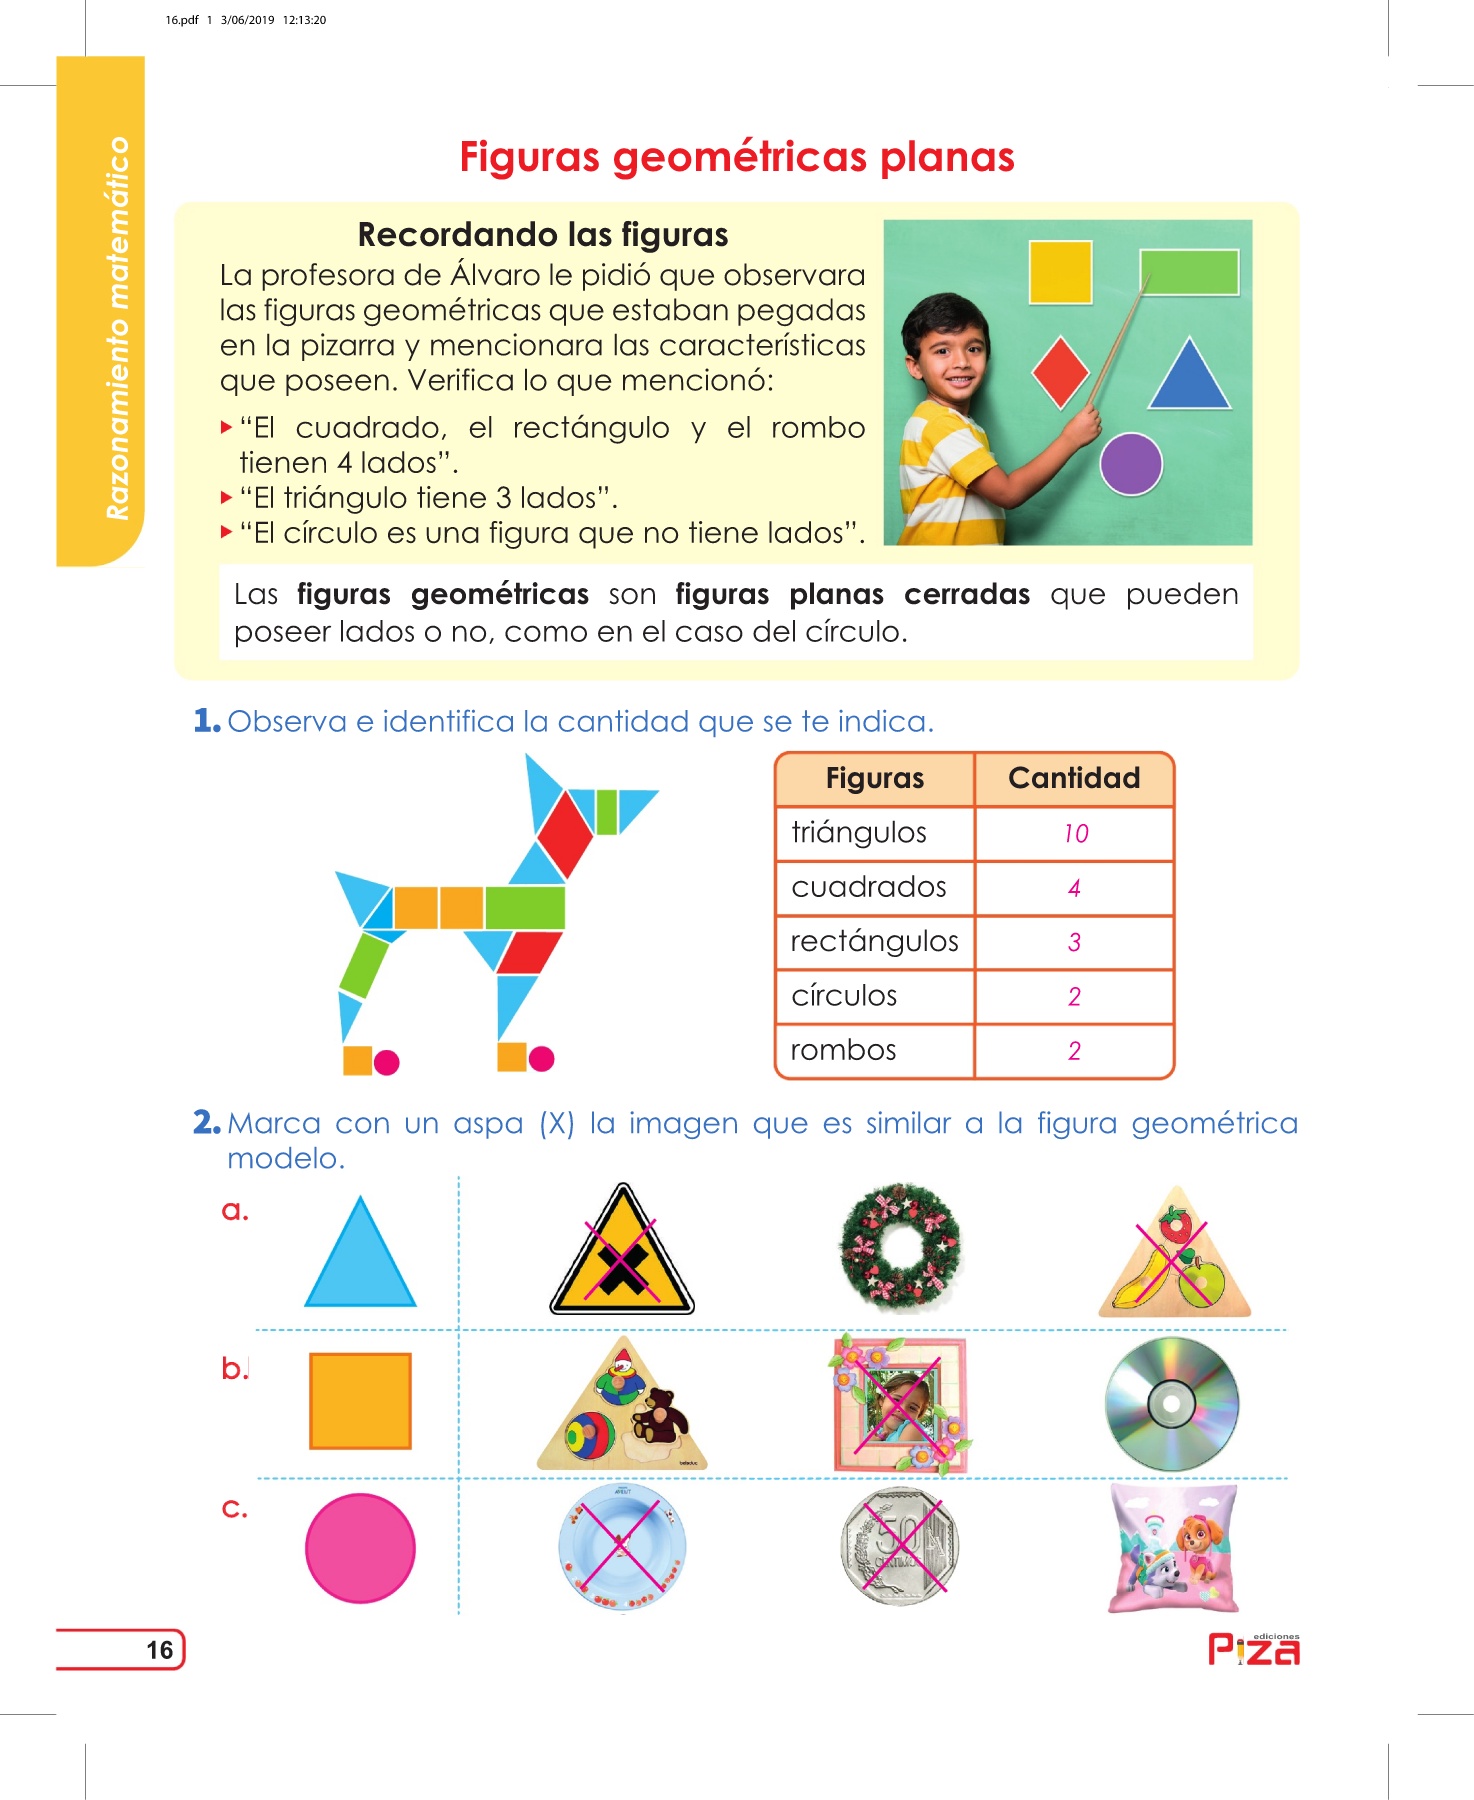 16.pdf 1 3/06/2019 12:13:20
Razonamiento matemático
Figuras geométricas planas
Recordando las figuras
La profesora de Álvaro le pidió que observara
las figuras geométricas que estaban pegadas
en la pizarra y mencionara las características
que poseen. Verifica lo que mencionó:
“El cuadrado, el rectángulo y el rombo
tienen 4 lados”.
“El triángulo tiene 3 lados”.
“El círculo es una figura que no tiene lados”.
Las figuras geométricas son figuras planas cerradas que pueden
poseer lados o no, como en el caso del círculo.
1. Observa e identifica la cantidad que se te indica.
Figuras Cantidad
triángulos 10
cuadrados 4
rectángulos 3
círculos 2
rombos 2
2. Marca con un aspa (X) la imagen que es similar a la figura geométrica
modelo.
a.
b.
c.
AVENT
50
16
ediciones
Piza